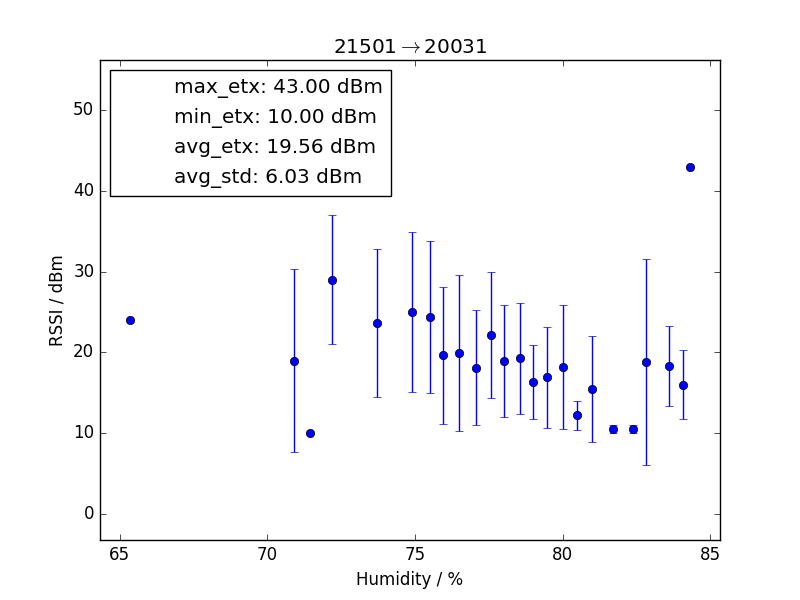 21501→20031
max_etx: 43.00 dBm
min_etx: 10.00 dBm
avg_etx: 19.56 dBm
avg_std: 6.03 dBm
50
40
30
20
10
0
RSSI / dBm
65 70 75 80 85
Humidity / %